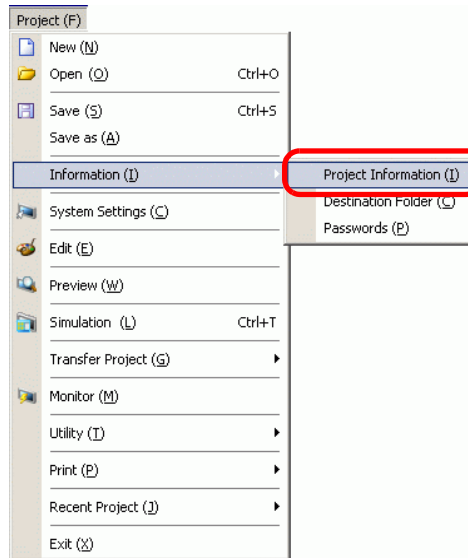 Project (F)
New (N)
Open (O) Ctrl+O
Save (S) Ctrl+S
Save as (A)
Information (I)
Project Information (I)
Destination Folder (C)
Passwords (P)
System Settings (C)
Edit (E)
Preview (W)
Simulation (L) Ctrl+T
Transfer Project (G)
Monitor (M)
Utility (T)
Print (P)
Recent Project (J)
Exit (X)